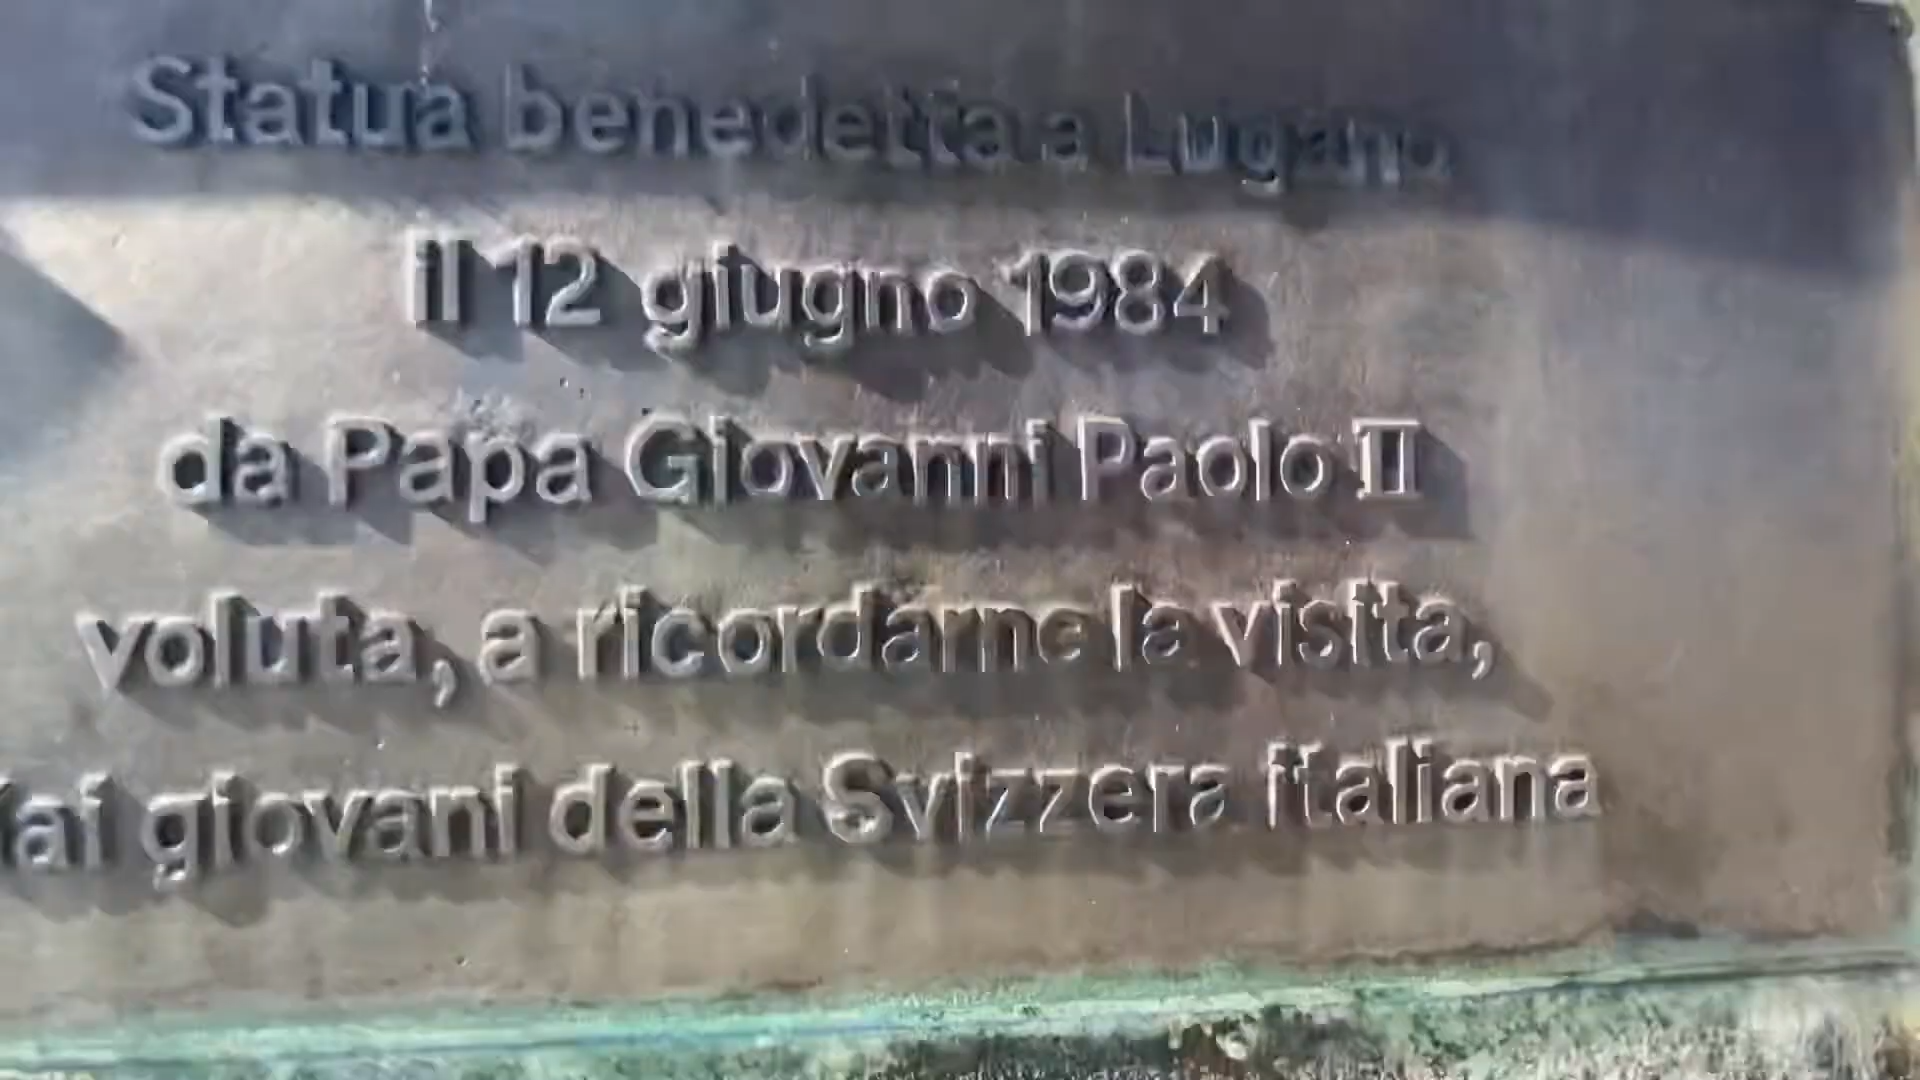 Statua benedetta a Lugano
il 12 giugno 1984
da Papa Giovanni Paolo II
voluta, a ricordarne la visita,
dai giovani della Svizzera italiana